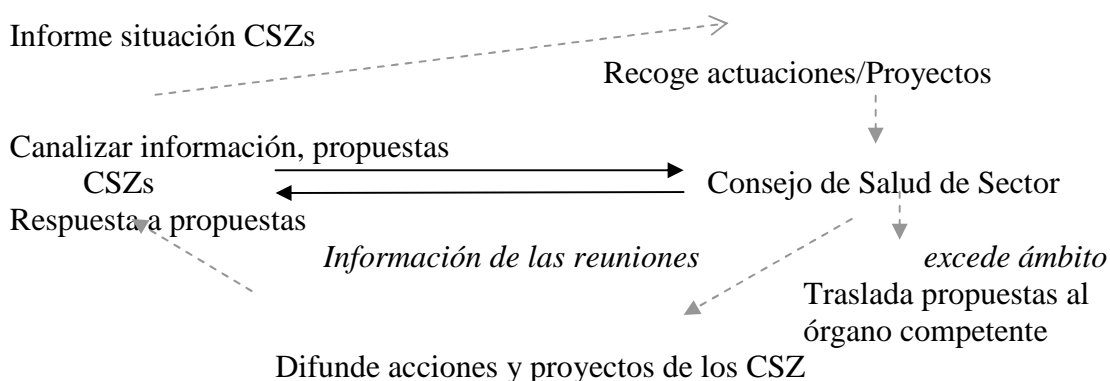 Informe situación CSZs
Recoge actuaciones/Proyectos
Canalizar información, propuestas
CSZs Consejo de Salud de Sector
Respuesta a propuestas
Información de las reuniones excede ámbito
Traslada propuestas al
órgano competente
Difunde acciones y proyectos de los CSZ